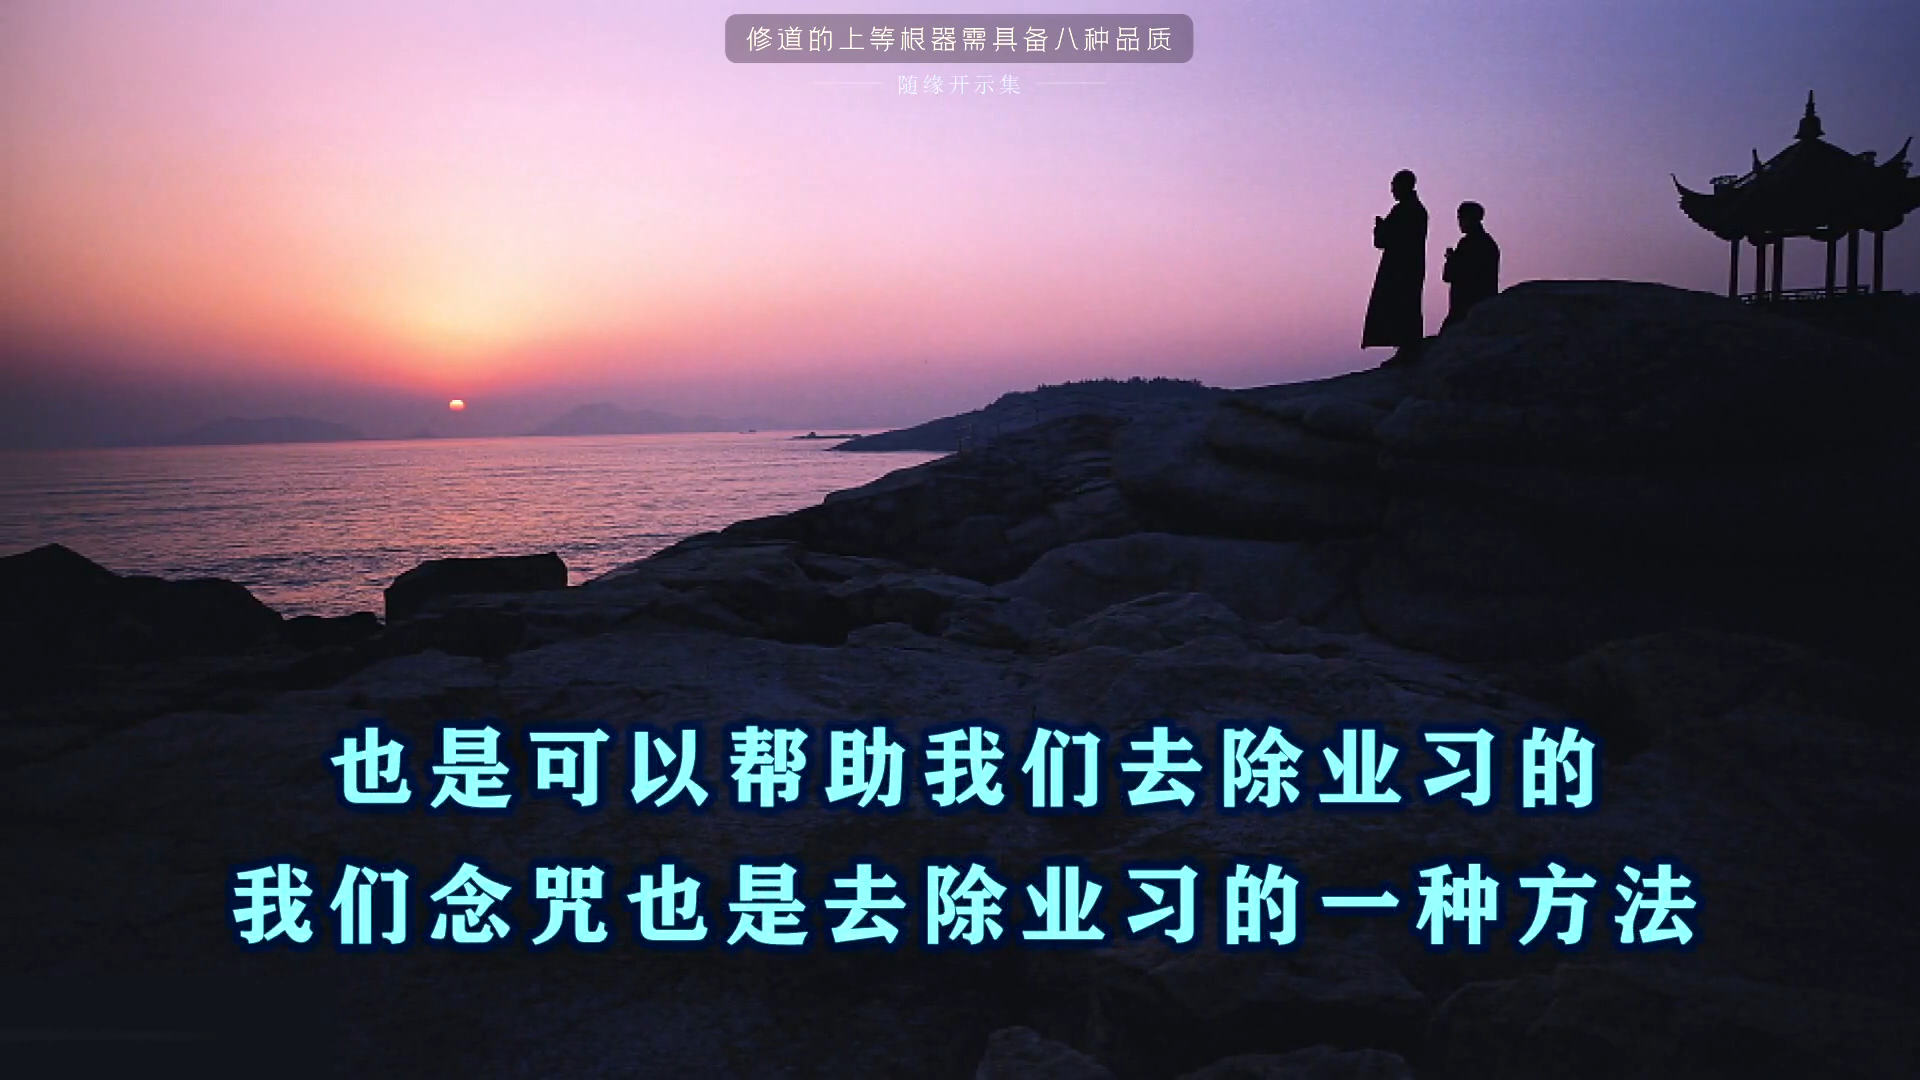 修道的上等根器需具备八种品质
随缘开示集
也是可以帮助我们去除业习的
我们念咒也是去除业习的一种方法